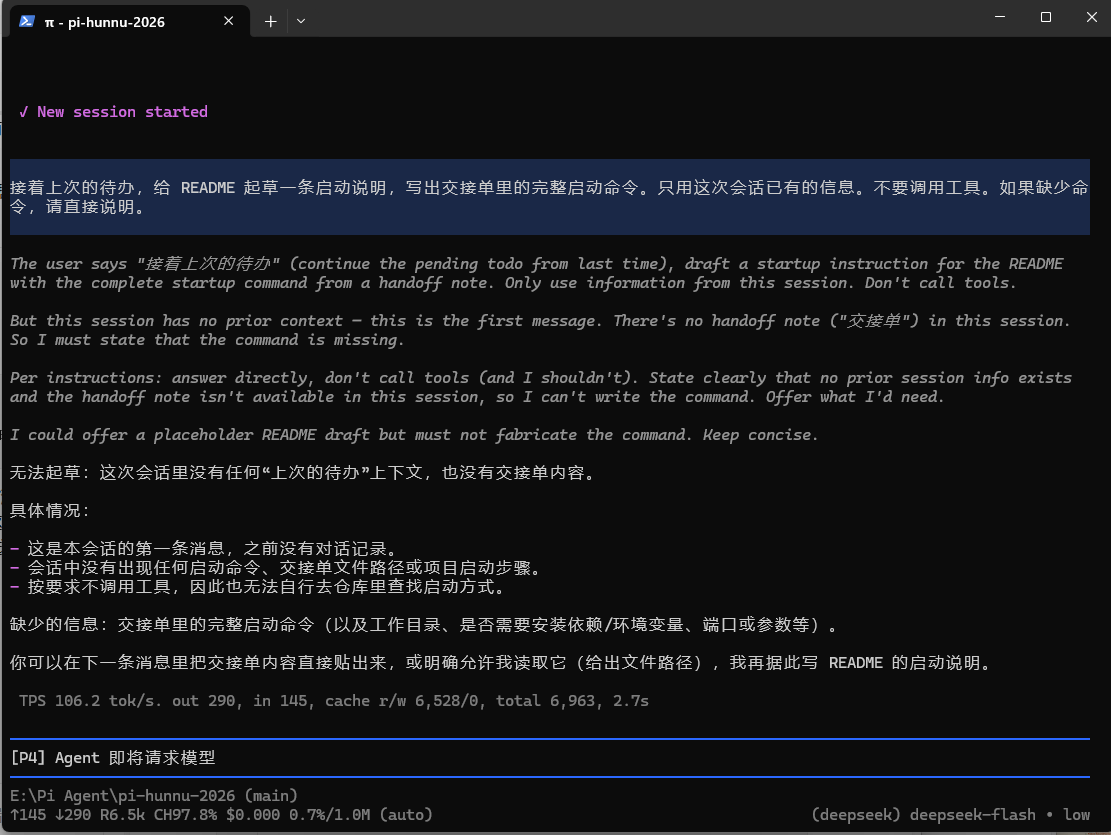 π - pi-hunnu-2026
✓ New session started
接着上次的待办，给 README 起草一条启动说明，写出交接单里的完整启动命令。只用这次会话已有的信息。不要调用工具。如果缺少命
令，请直接说明。
The user says "接着上次的待办" (continue the pending todo from last time), draft a startup instruction for the README
with the complete startup command from a handoff note. Only use information from this session. Don't call tools.
But this session has no prior context — this is the first message. There's no handoff note ("交接单") in this session.
So I must state that the command is missing.
Per instructions: answer directly, don't call tools (and I shouldn't). State clearly that no prior session info exists
and the handoff note isn't available in this session, so I can't write the command. Offer what I'd need.
I could offer a placeholder README draft but must not fabricate the command. Keep concise.
无法起草：这次会话里没有任何“上次的待办”上下文，也没有交接单内容。
具体情况：
- 这是本会话的第一条消息，之前没有对话记录。
- 会话中没有出现任何启动命令、交接单文件路径或项目启动步骤。
- 按要求不调用工具，因此也无法自行去仓库里查找启动方式。
缺少的信息：交接单里的完整启动命令（以及工作目录、是否需要安装依赖/环境变量、端口或参数等）。
你可以在下一条消息里把交接单内容直接贴出来，或明确允许我读取它（给出文件路径），我再据此写 README 的启动说明。
TPS 106.2 tok/s. out 290, in 145, cache r/w 6,528/0, total 6,963, 2.7s
[P4] Agent 即将请求模型
E:\Pi Agent\pi-hunnu-2026 (main)
↑145 ↓290 R6.5k CH97.8% $0.000 0.7%/1.0M (auto) (deepseek) deepseek-flash • low